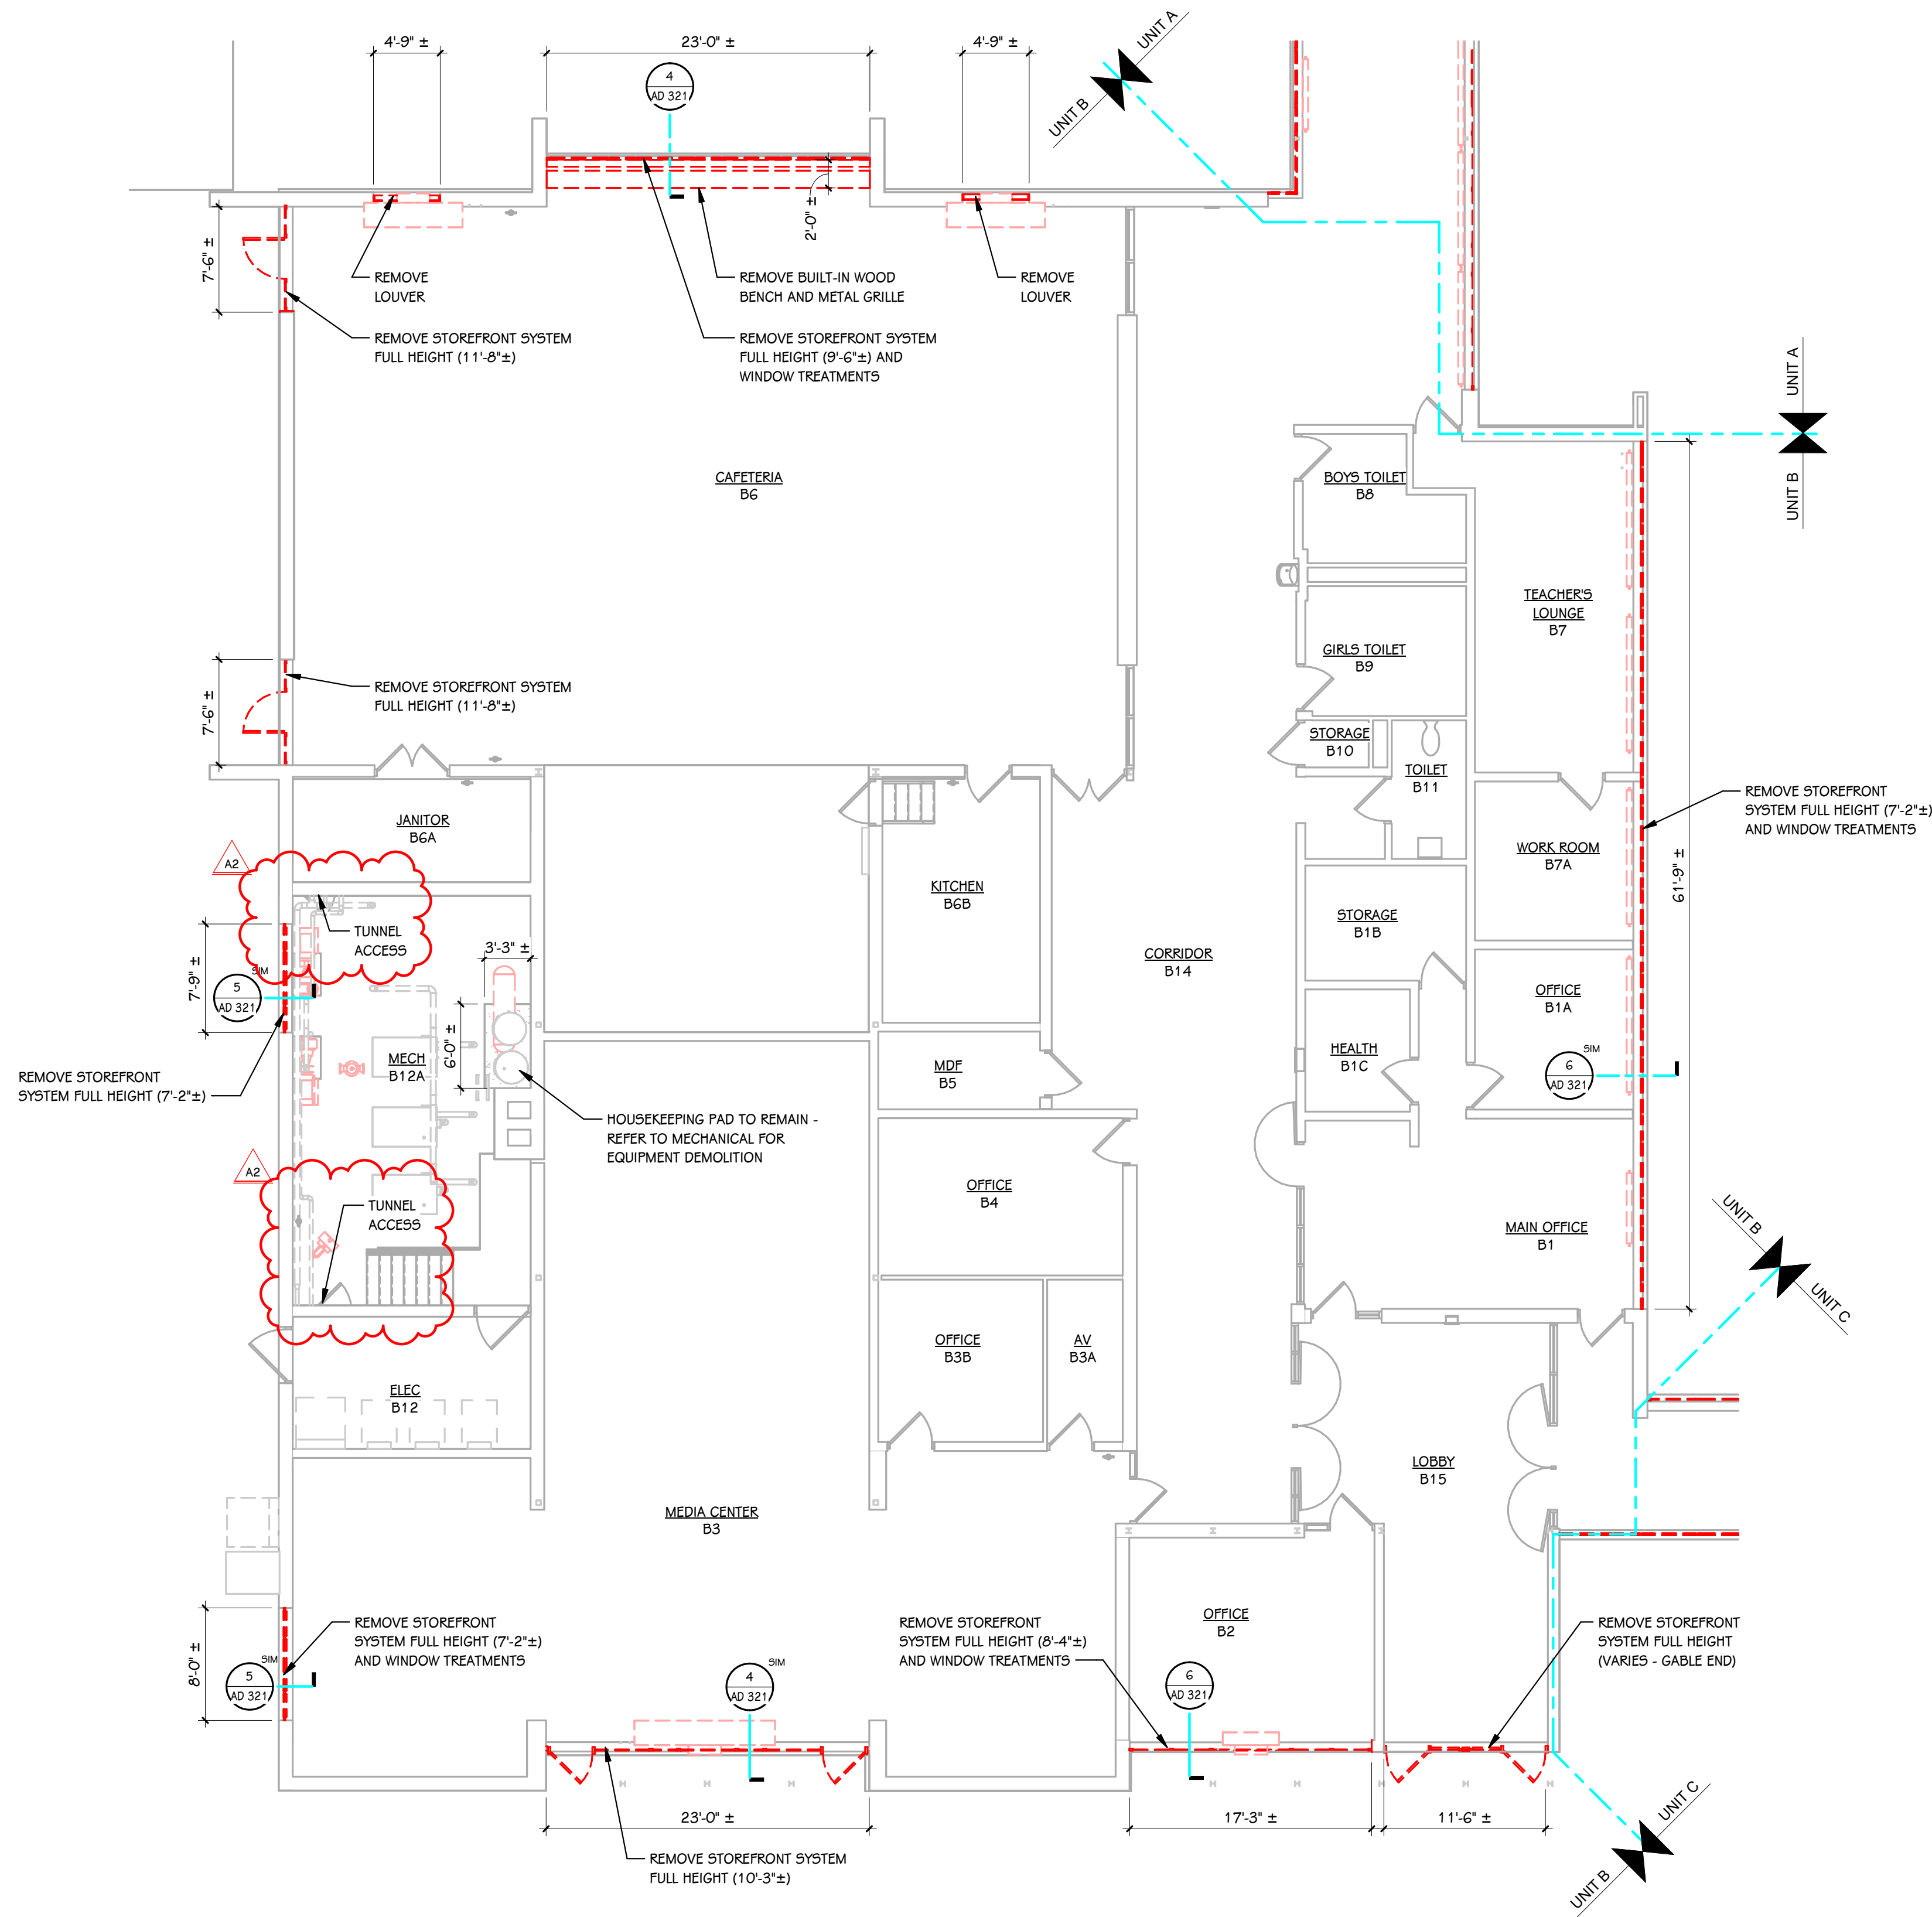 UNIT A
UNIT B
4'-9" ±
23'-0" ±
4'-9" ±
4
AD 321
2'-0" ±
7'-6" ±
REMOVE
LOUVER
REMOVE BUILT-IN WOOD
BENCH AND METAL GRILLE
REMOVE
LOUVER
REMOVE STOREFRONT SYSTEM
FULL HEIGHT (11'-8"±)
REMOVE STOREFRONT SYSTEM
FULL HEIGHT (9'-6"±) AND
WINDOW TREATMENTS
UNIT A
UNIT B
CAFETERIA
B6
BOYS TOILET
B8
TEACHER'S
LOUNGE
B7
GIRLS TOILET
B9
7'-6" ±
REMOVE STOREFRONT SYSTEM
FULL HEIGHT (11'-8"±)
STORAGE
B10
TOILET
B11
REMOVE STOREFRONT
SYSTEM FULL HEIGHT (7'-2"±)
AND WINDOW TREATMENTS
JANITOR
B6A
WORK ROOM
B7A
61'-9" ±
A2
KITCHEN
B6B
STORAGE
B1B
TUNNEL
ACCESS
3'-3" ±
CORRIDOR
B14
7'-9" ±
SIM
5
AD 321
OFFICE
B1A
6'-0" ±
MECH
B12A
MDF
B5
HEALTH
B1C
SIM
6
AD 321
REMOVE STOREFRONT
SYSTEM FULL HEIGHT (7'-2"±)
HOUSEKEEPING PAD TO REMAIN -
REFER TO MECHANICAL FOR
EQUIPMENT DEMOLITION
A2
TUNNEL
ACCESS
OFFICE
B4
MAIN OFFICE
B1
UNIT B
UNIT C
OFFICE
B3B
AV
B3A
ELEC
B12
LOBBY
B15
MEDIA CENTER
B3
8'-0" ±
REMOVE STOREFRONT
SYSTEM FULL HEIGHT (7'-2"±)
AND WINDOW TREATMENTS
REMOVE STOREFRONT
SYSTEM FULL HEIGHT (8'-4"±)
AND WINDOW TREATMENTS
OFFICE
B2
REMOVE STOREFRONT
SYSTEM FULL HEIGHT
(VARIES - GABLE END)
SIM
5
AD 321
SIM
4
AD 321
6
AD 321
23'-0" ±
17'-3" ±
11'-6" ±
UNIT C
UNIT B
REMOVE STOREFRONT SYSTEM
FULL HEIGHT (10'-3"±)